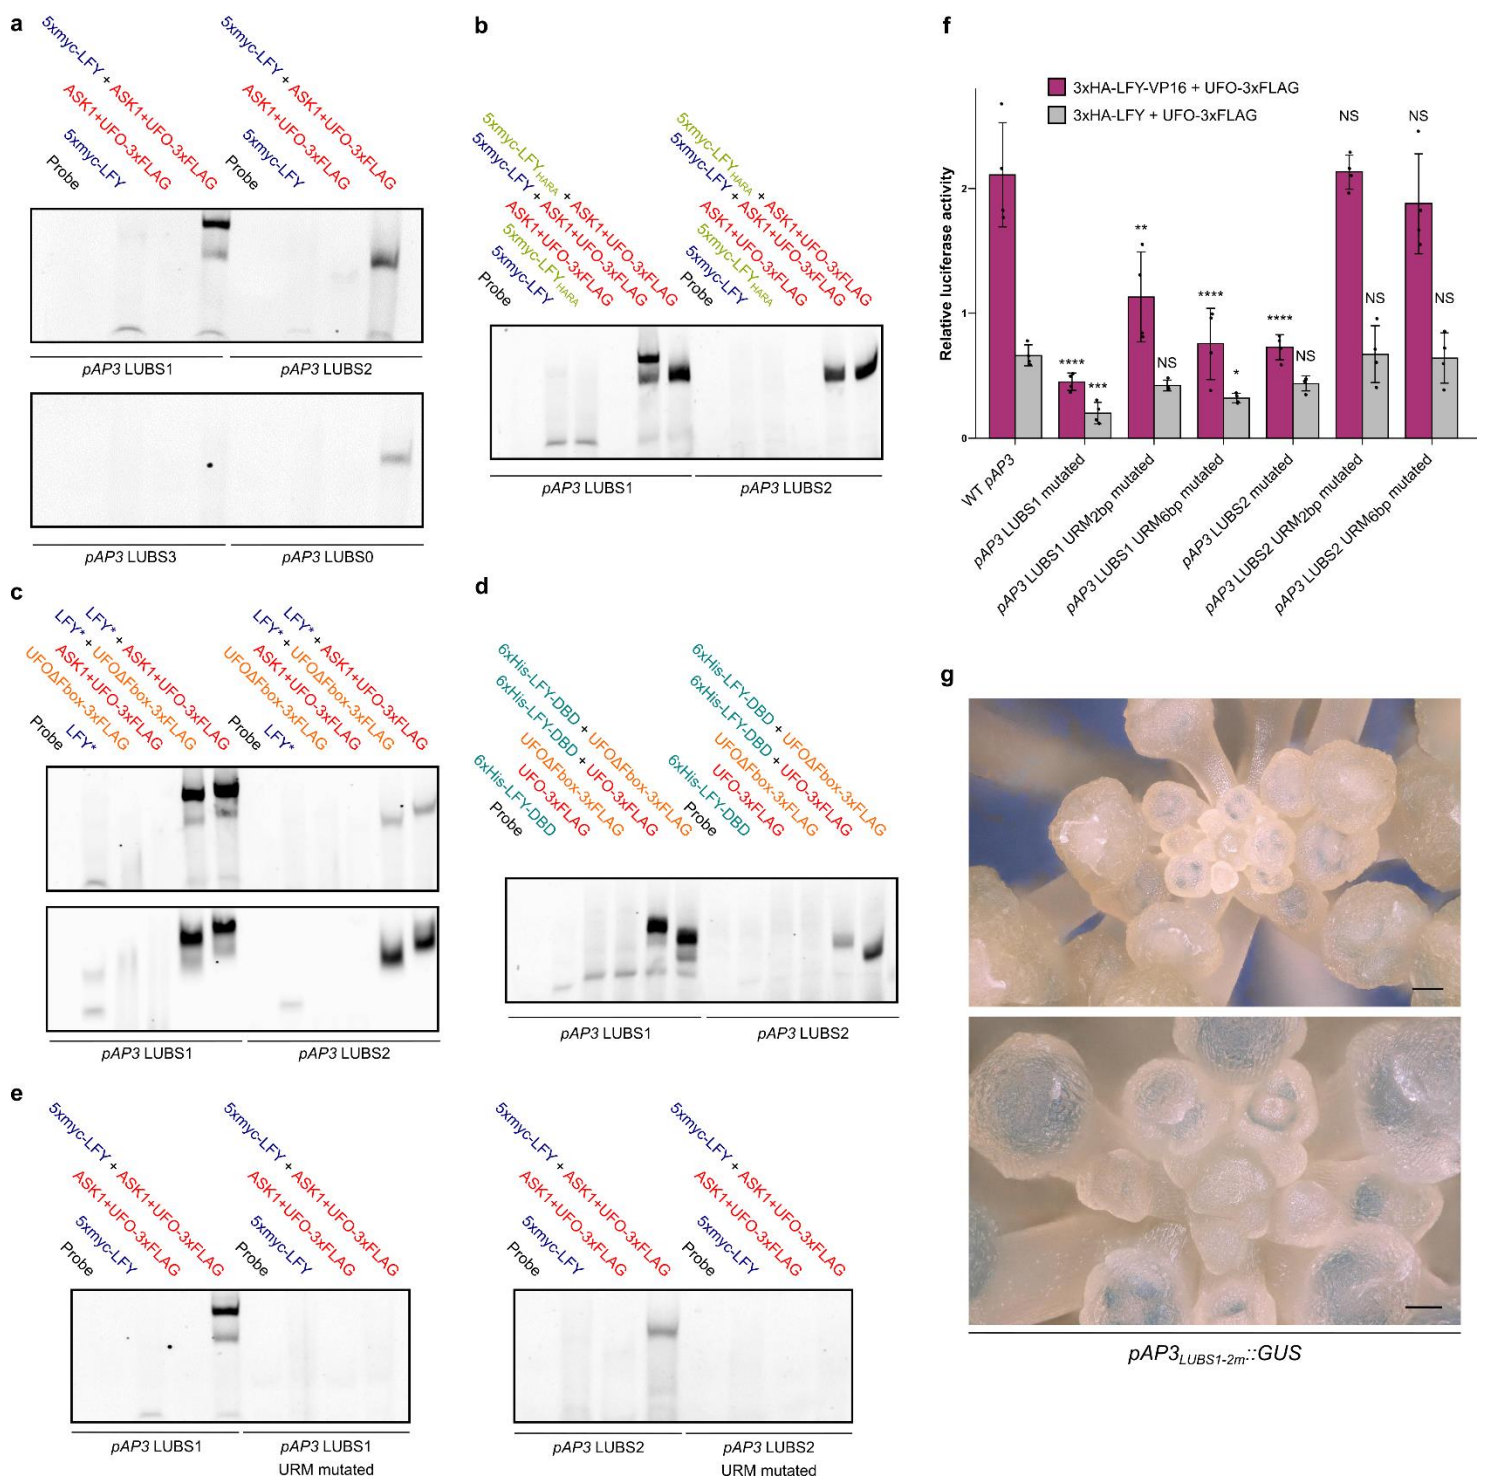 a
5xmyc-LFY + ASK1+UFO-3xFLAG
ASK1+UFO-3xFLAG
5xmyc-LFY
Probe
5xmyc-LFY + ASK1+UFO-3xFLAG
ASK1+UFO-3xFLAG
5xmyc-LFY
Probe
pAP3 LUBS1
pAP3 LUBS2
pAP3 LUBS3
pAP3 LUBS0
b
5xmyc-LFYHARA + ASK1+UFO-3xFLAG
5xmyc-LFY + ASK1+UFO-3xFLAG
ASK1+UFO-3xFLAG
5xmyc-LFYHARA
5xmyc-LFY
Probe
5xmyc-LFYHARA + ASK1+UFO-3xFLAG
5xmyc-LFY + ASK1+UFO-3xFLAG
ASK1+UFO-3xFLAG
5xmyc-LFYHARA
5xmyc-LFY
Probe
pAP3 LUBS1
pAP3 LUBS2
c
LFY* + ASK1+UFO-3xFLAG
LFY* + UFOΔFbox-3xFLAG
ASK1+UFO-3xFLAG
UFOΔFbox-3xFLAG
LFY*
Probe
LFY* + ASK1+UFO-3xFLAG
LFY* + UFOΔFbox-3xFLAG
ASK1+UFO-3xFLAG
UFOΔFbox-3xFLAG
LFY*
Probe
pAP3 LUBS1
pAP3 LUBS2
d
6xHis-LFY-DBD + UFOΔFbox-3xFLAG
6xHis-LFY-DBD + UFO-3xFLAG
UFOΔFbox-3xFLAG
UFO-3xFLAG
6xHis-LFY-DBD
Probe
6xHis-LFY-DBD + UFOΔFbox-3xFLAG
6xHis-LFY-DBD + UFO-3xFLAG
UFOΔFbox-3xFLAG
UFO-3xFLAG
6xHis-LFY-DBD
Probe
pAP3 LUBS1
pAP3 LUBS2
e
5xmyc-LFY + ASK1+UFO-3xFLAG
ASK1+UFO-3xFLAG
5xmyc-LFY
Probe
5xmyc-LFY + ASK1+UFO-3xFLAG
ASK1+UFO-3xFLAG
5xmyc-LFY
Probe
pAP3 LUBS1
pAP3 LUBS1
URM mutated
5xmyc-LFY + ASK1+UFO-3xFLAG
ASK1+UFO-3xFLAG
5xmyc-LFY
Probe
5xmyc-LFY + ASK1+UFO-3xFLAG
ASK1+UFO-3xFLAG
5xmyc-LFY
Probe
pAP3 LUBS2
pAP3 LUBS2
URM mutated
f
3xHA-LFY-VP16 + UFO-3xFLAG
3xHA-LFY + UFO-3xFLAG
Relative luciferase activity
2
1
0
****
***
**
NS
****
*
****
NS
NS
NS
NS
NS
WT pAP3
pAP3 LUBS1 mutated
pAP3 LUBS1 URM2bp mutated
pAP3 LUBS1 URM6bp mutated
pAP3 LUBS2 mutated
pAP3 LUBS2 URM2bp mutated
pAP3 LUBS2 URM6bp mutated
g
pAP3LUBS1-2m::GUS